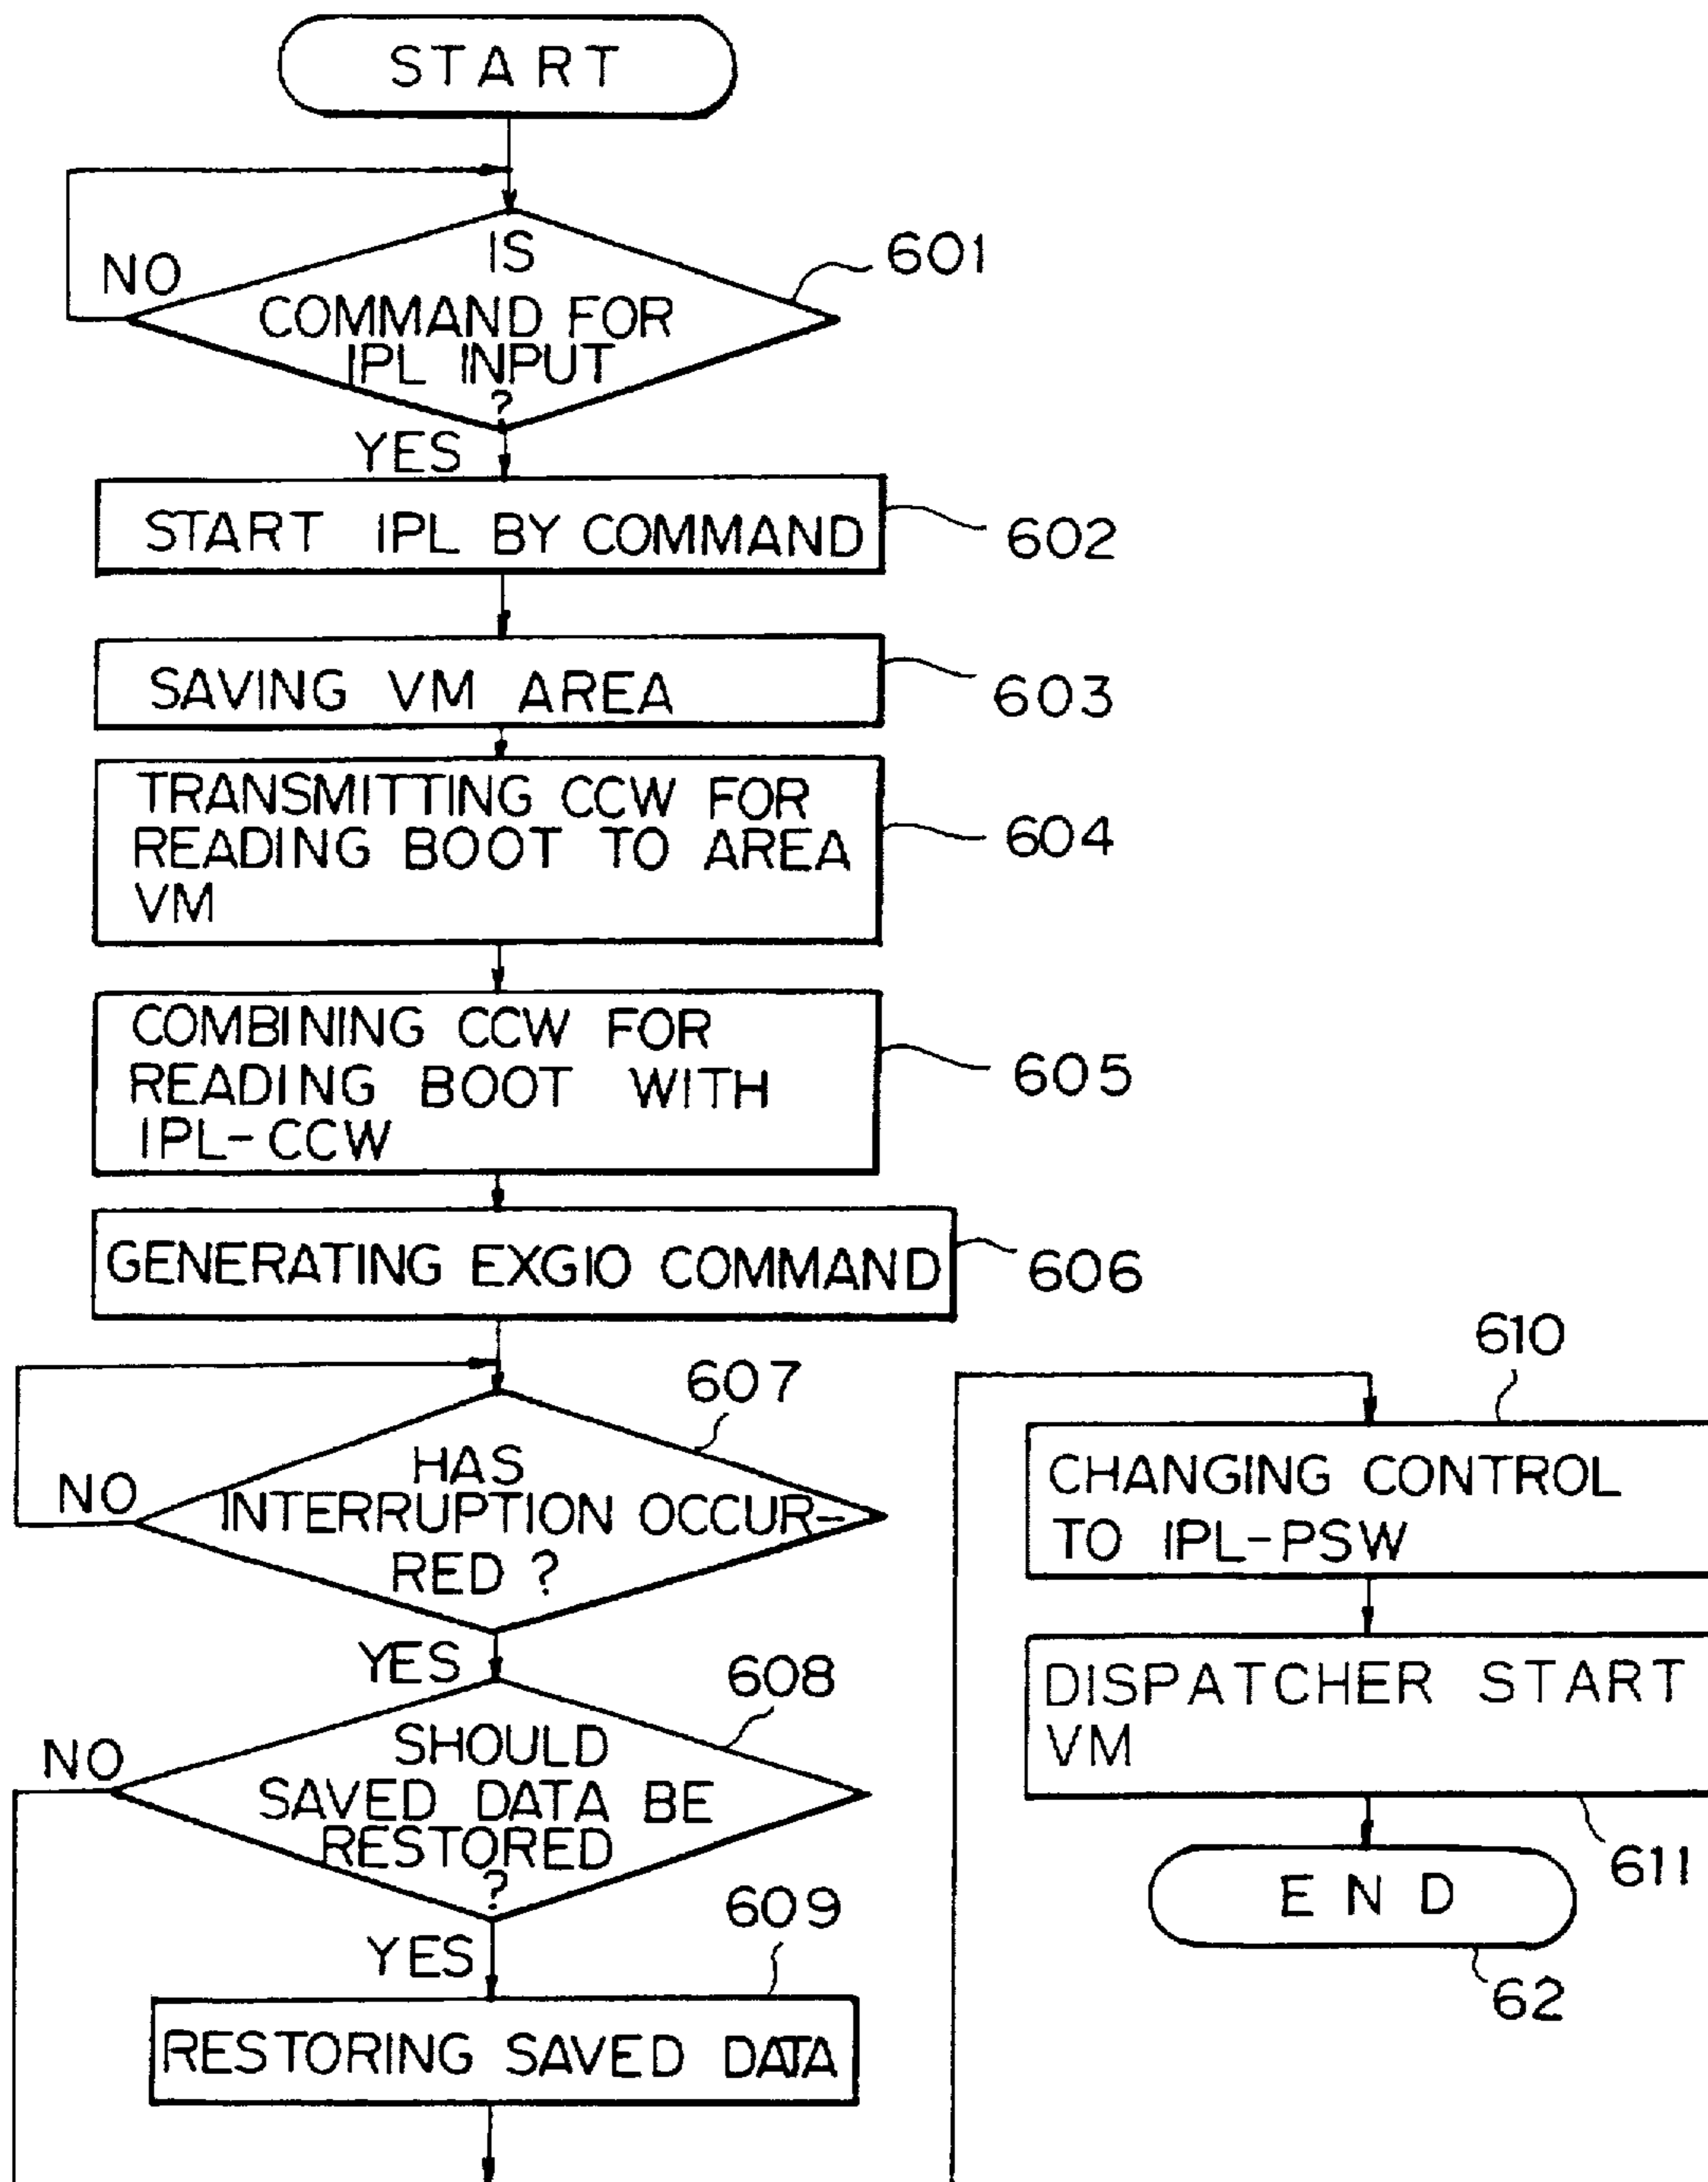 START
NO
IS
COMMAND FOR
IPL INPUT
?
601
YES
START IPL BY COMMAND
602
SAVING VM AREA
603
TRANSMITTING CCW FOR
READING BOOT TO AREA
VM
604
COMBINING CCW FOR
READING BOOT WITH
IPL-CCW
605
GENERATING EXGIO COMMAND
606
607
NO
HAS
INTERRUPTION OCCUR-
RED ?
YES
608
NO
SHOULD
SAVED DATA BE
RESTORED
?
YES
609
RESTORING SAVED DATA
610
CHANGING CONTROL
TO IPL-PSW
DISPATCHER START
VM
611
END
62